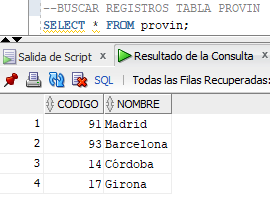 --BUSCAR REGISTROS TABLA PROVIN
SELECT * FROM provin;
Salida de Script × Resultado de la Consulta
SQL | Todas las Filas Recuperadas:
CODIGO NOMBRE
1 91 Madrid
2 93 Barcelona
3 14 Córdoba
4 17 Girona